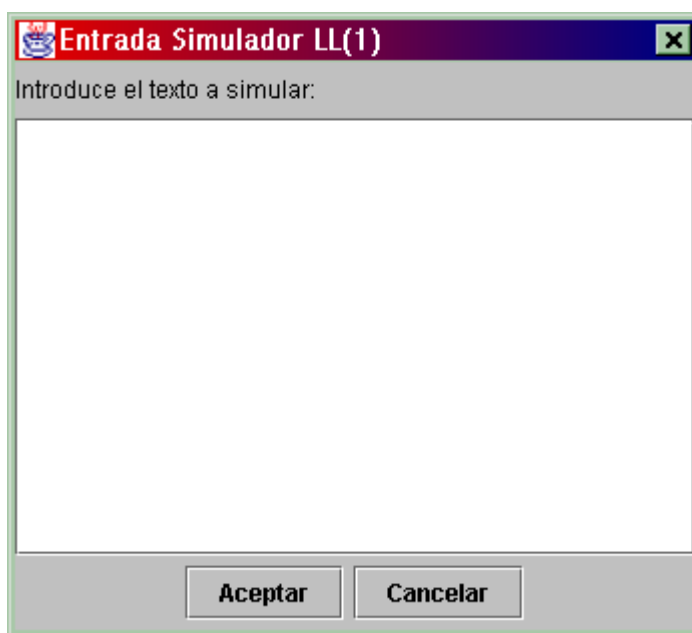 Entrada Simulador LL(1)
Introduce el texto a simular:
Aceptar Cancelar